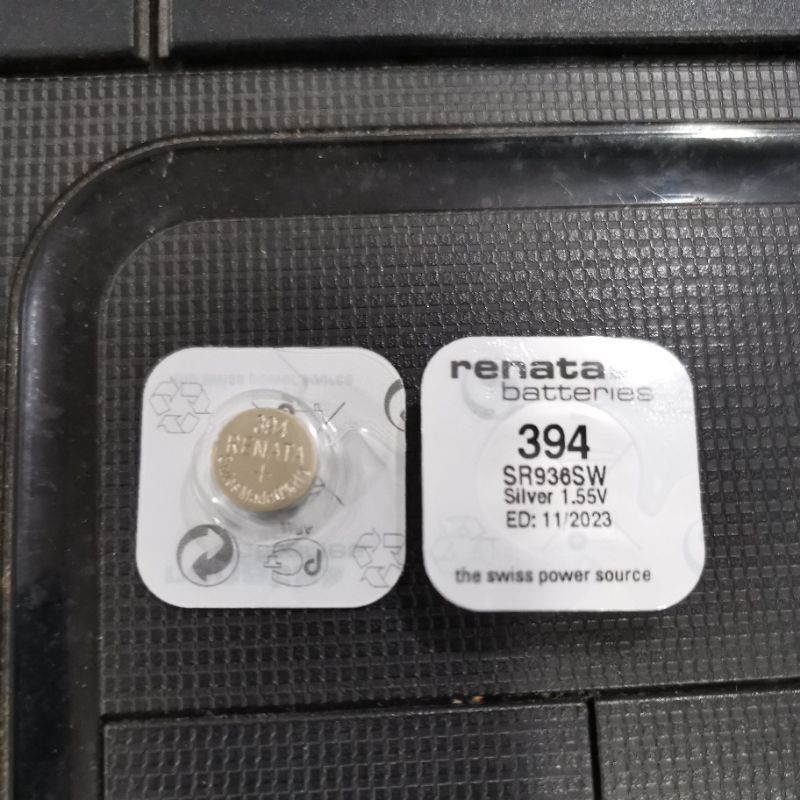 394
RENATA
+
renata
batteries
394
SR936SW
Silver 1.55V
ED: 11/2023
the swiss power source